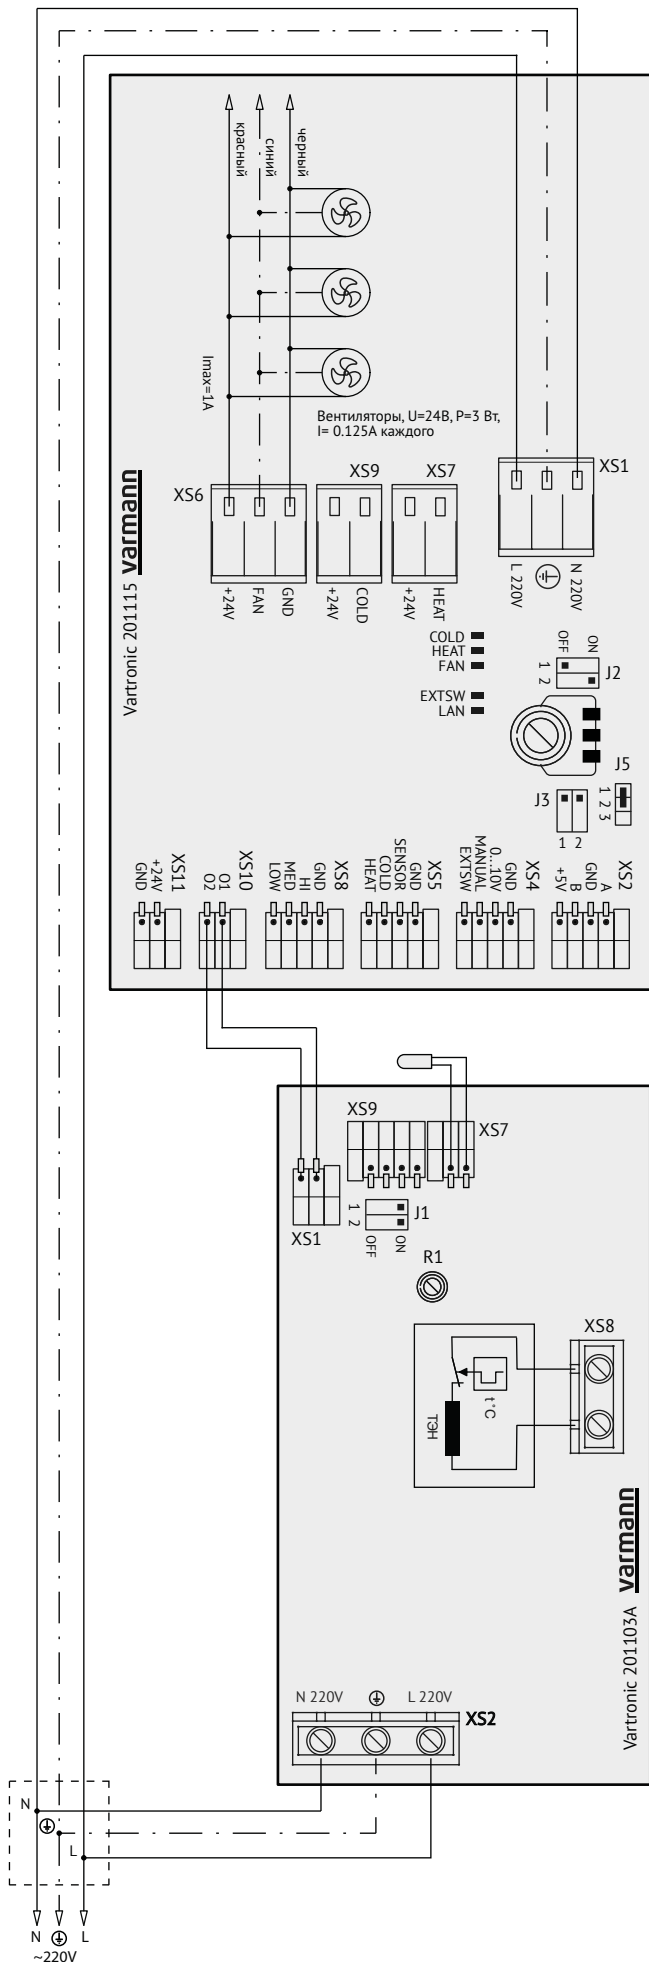 красный
синий
черный
Imax=1A
Вентиляторы, U=24В, P=3 Вт,
I= 0.125А каждого
XS6
XS9
XS7
XS1
+24V
FAN
GND
+24V
COLD
+24V
HEAT
L 220V
N 220V
Vartronic 201115 varmann
COLD
HEAT
FAN
EXTSW
LAN
OFF
ON
1
2
J2
J5
1
2
3
J3
1 2
XS11
+24V
GND
XS10
O1
O2
XS8
GND
HI
MED
LOW
XS5
GND
SENSOR
COLD
HEAT
XS4
GND
0...10V
MANUAL
EXTSW
XS2
A
GND
B
+5V
XS9
XS7
XS1
1
2
J1
OFF
ON
R1
XS8
t°C
ТЭН
Vartronic 201103A varmann
N 220V
L 220V
XS2
N
L
N
L
~220V